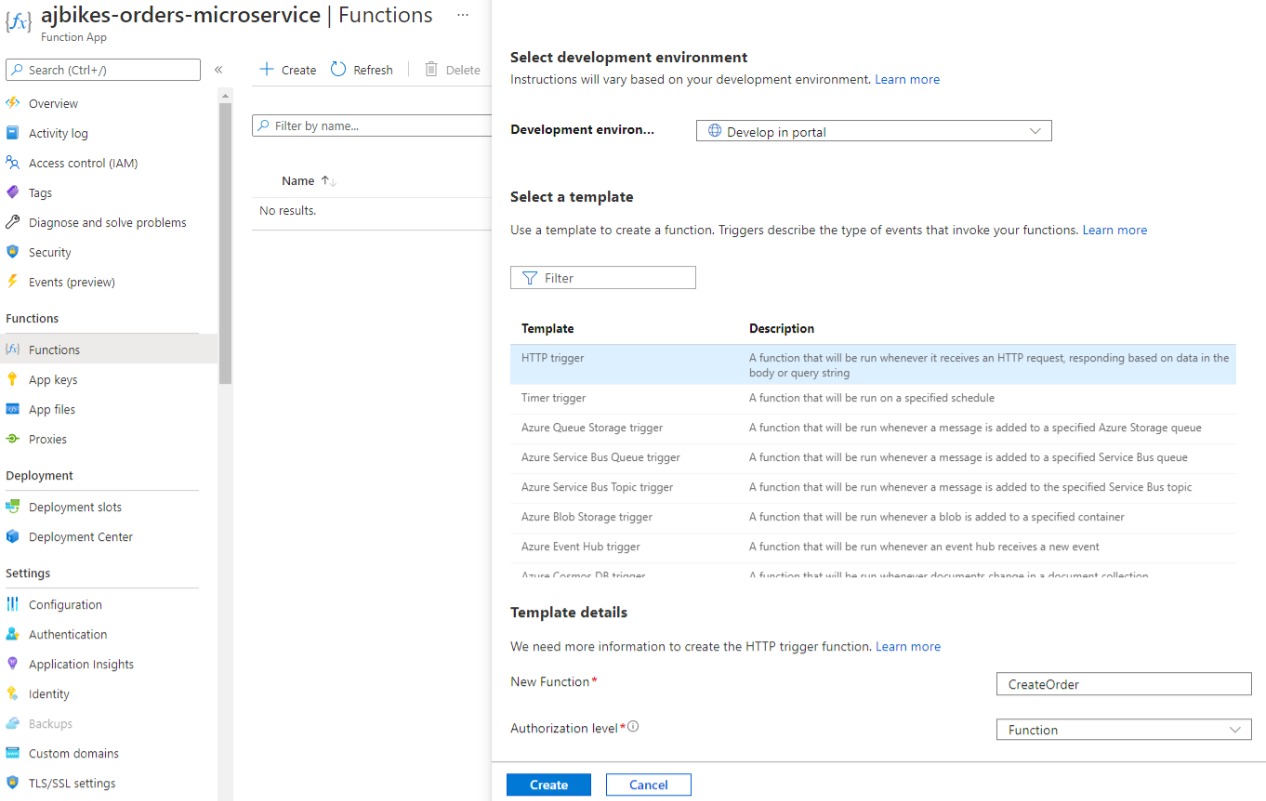 ajbikes-orders-microservice | Functions ...
Function App
Search (Ctrl+/) «
Overview
Activity log
Access control (IAM)
Tags
Diagnose and solve problems
Security
Events (preview)
Functions
Functions
App keys
App files
Proxies
Deployment
Deployment slots
Deployment Center
Settings
Configuration
Authentication
Application Insights
Identity
Backups
Custom domains
TLS/SSL settings
Create Refresh Delete
Filter by name...
Name ↑↓
No results.
Select development environment
Instructions will vary based on your development environment. Learn more
Development environ... Develop in portal
Select a template
Use a template to create a function. Triggers describe the type of events that invoke your functions. Learn more
Filter
Template Description
HTTP trigger A function that will be run whenever it receives an HTTP request, responding based on data in the
body or query string
Timer trigger A function that will be run on a specified schedule
Azure Queue Storage trigger A function that will be run whenever a message is added to a specified Azure Storage queue
Azure Service Bus Queue trigger A function that will be run whenever a message is added to a specified Service Bus queue
Azure Service Bus Topic trigger A function that will be run whenever a message is added to the specified Service Bus topic
Azure Blob Storage trigger A function that will be run whenever a blob is added to a specified container
Azure Event Hub trigger A function that will be run whenever an event hub receives a new event
Azure Cosmos DB trigger A function that will be run whenever documents change in a document collection
Template details
We need more information to create the HTTP trigger function. Learn more
New Function* CreateOrder
Authorization level* Function
Create Cancel